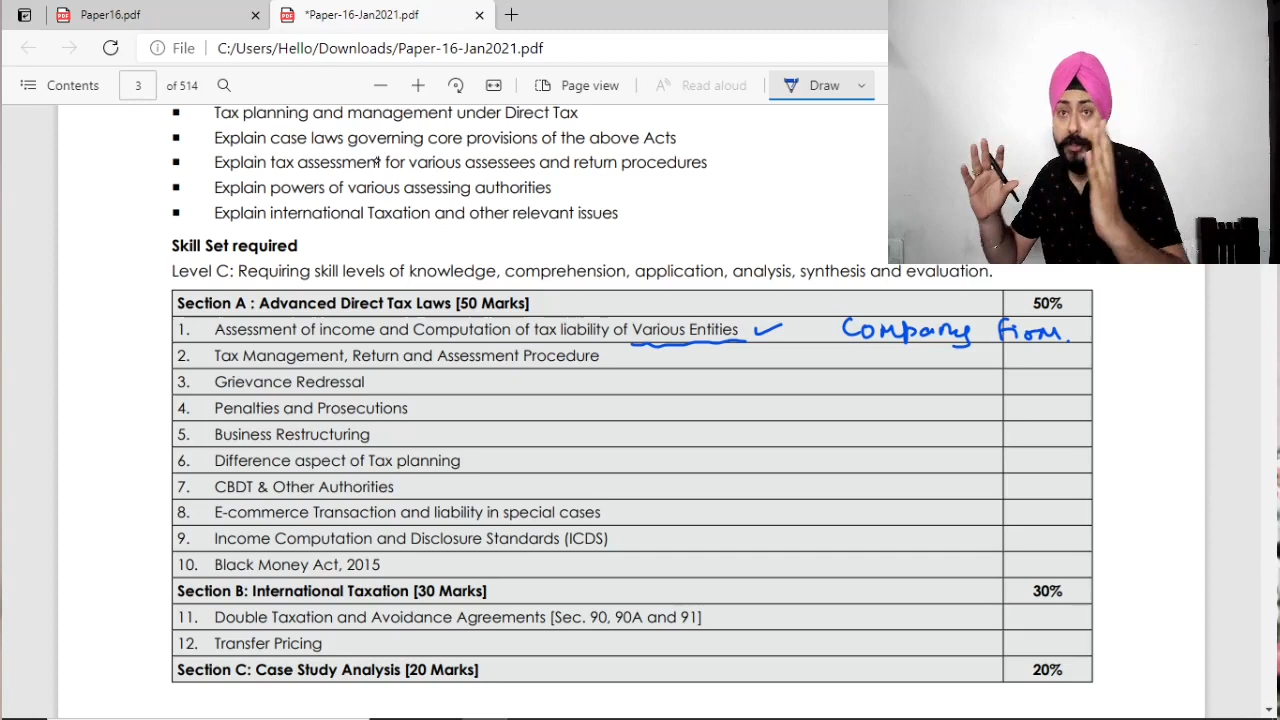 Paper16.pdf
*Paper-16-Jan2021.pdf
File
C:/Users/Hello/Downloads/Paper-16-Jan2021.pdf
Contents
3 of 514
Page view
Read aloud
Draw
Tax planning and management under Direct Tax
Explain case laws governing core provisions of the above Acts
Explain tax assessment for various assessees and return procedures
Explain powers of various assessing authorities
Explain international Taxation and other relevant issues
Skill Set required
Level C: Requiring skill levels of knowledge, comprehension, application, analysis, synthesis and evaluation.
Section A : Advanced Direct Tax Laws [50 Marks] 50%
1. Assessment of income and Computation of tax liability of Various Entities Company firm.
2. Tax Management, Return and Assessment Procedure
3. Grievance Redressal
4. Penalties and Prosecutions
5. Business Restructuring
6. Difference aspect of Tax planning
7. CBDT & Other Authorities
8. E-commerce Transaction and liability in special cases
9. Income Computation and Disclosure Standards (ICDS)
10. Black Money Act, 2015
Section B: International Taxation [30 Marks] 30%
11. Double Taxation and Avoidance Agreements [Sec. 90, 90A and 91]
12. Transfer Pricing
Section C: Case Study Analysis [20 Marks] 20%